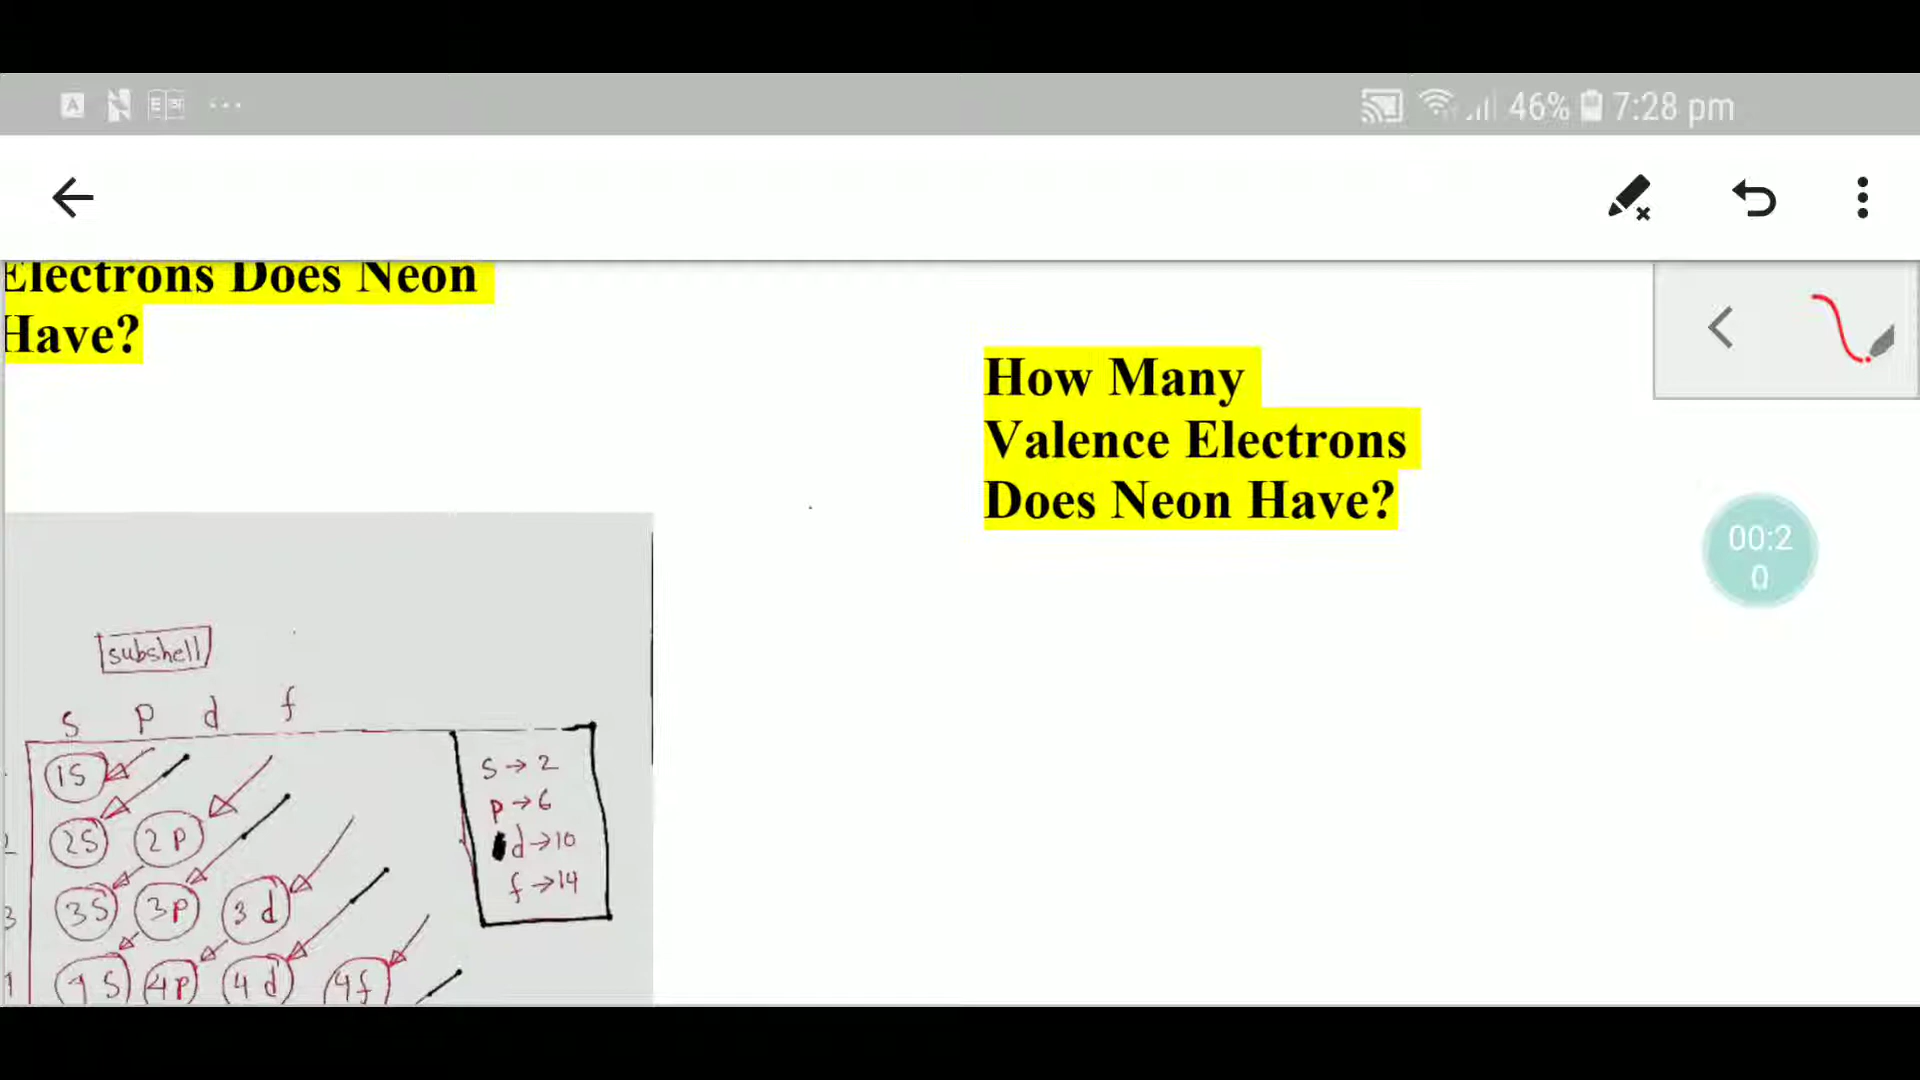 46% 7:28 pm
Electrons Does Neon
Have?
How Many
Valence Electrons
Does Neon Have?
00:2
0
subshell
s p d f
1s
2s 2p
3s 3p 3d
4s 4p 4d 4f
s → 2
p → 6
d → 10
f → 14